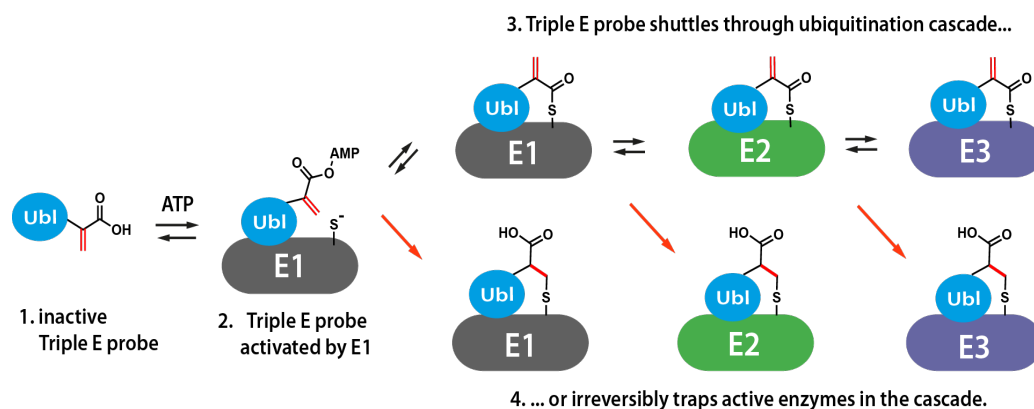 3. Triple E probe shuttles through ubiquitination cascade...
O
S
Ubl
E1
O
S
Ubl
E2
O
S
Ubl
E3
Ubl
O
OH
ATP
O
O
AMP
Ubl
S-
E1
HO
O
Ubl
S
E1
HO
O
Ubl
S
E2
HO
O
Ubl
S
E3
1. inactive
Triple E probe
2. Triple E probe
activated by E1
4. ... or irreversibly traps active enzymes in the cascade.